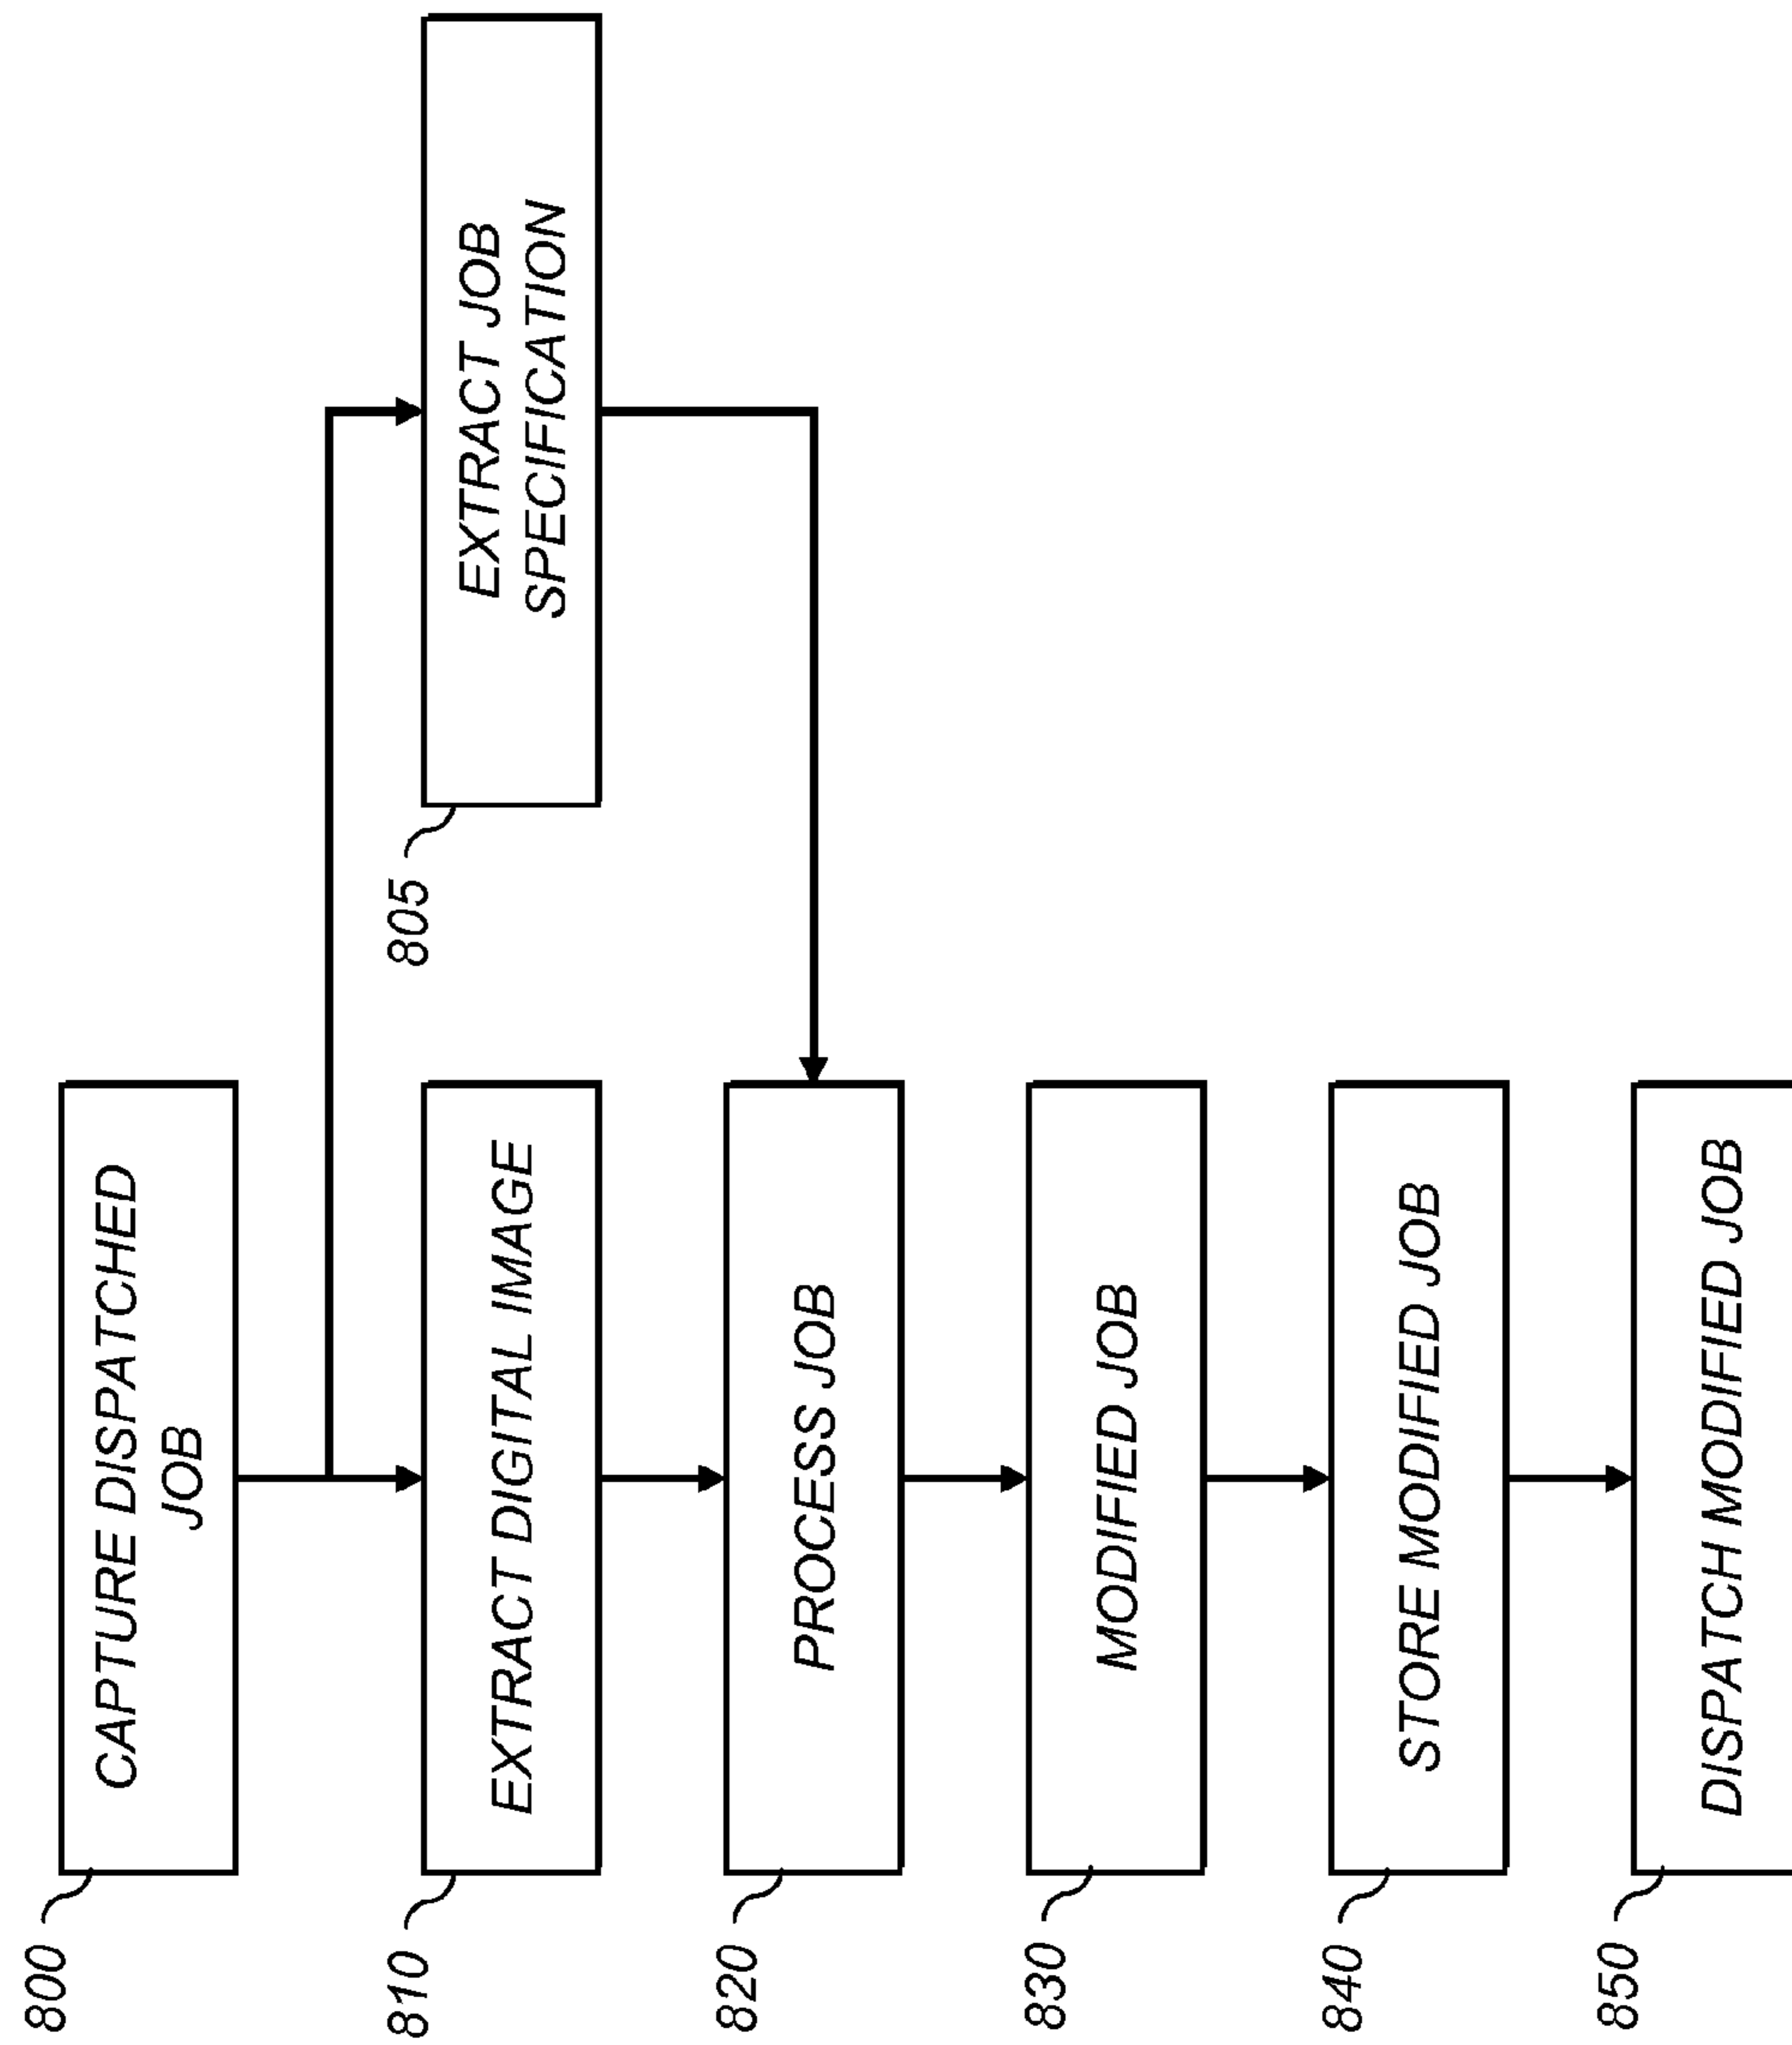 800
CAPTURE DISPATCHED
JOB
805
EXTRACT JOB
SPECIFICATION
810
EXTRACT DIGITAL IMAGE
820
PROCESS JOB
830
MODIFIED JOB
840
STORE MODIFIED JOB
850
DISPATCH MODIFIED JOB